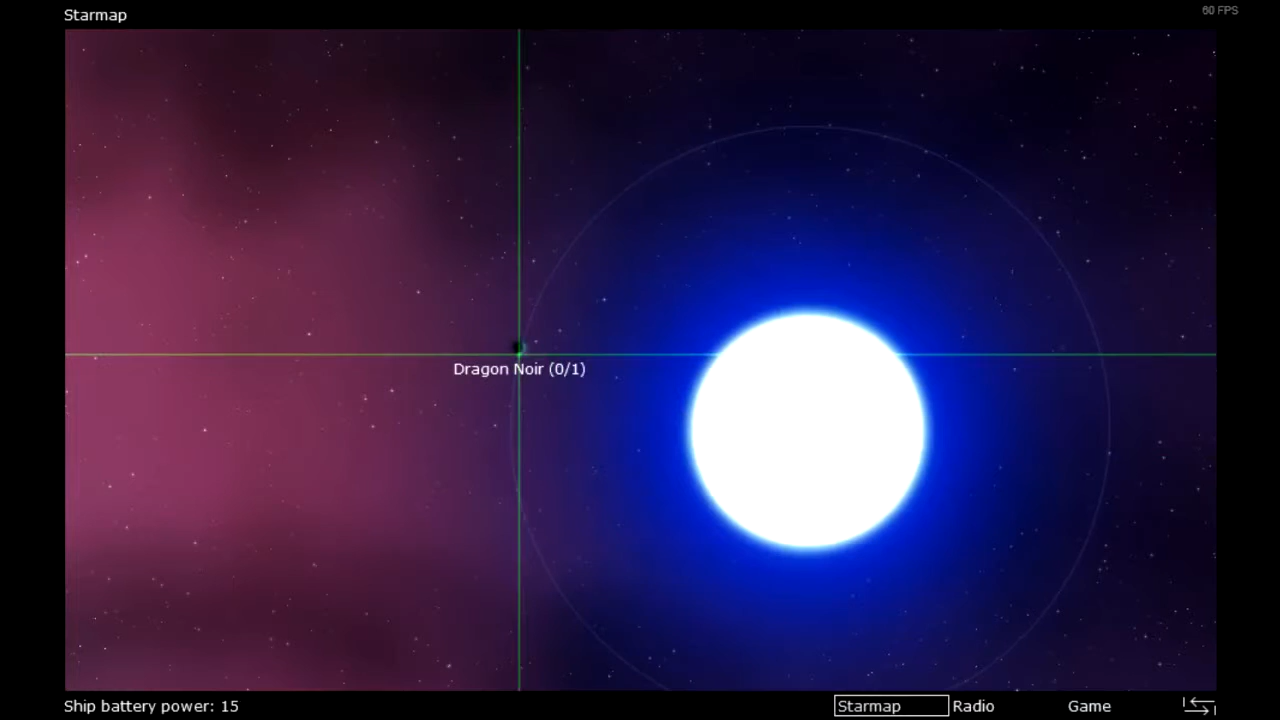 Starmap
60 FPS
Dragon Noir (0/1)
Ship battery power: 15
Starmap
Radio
Game